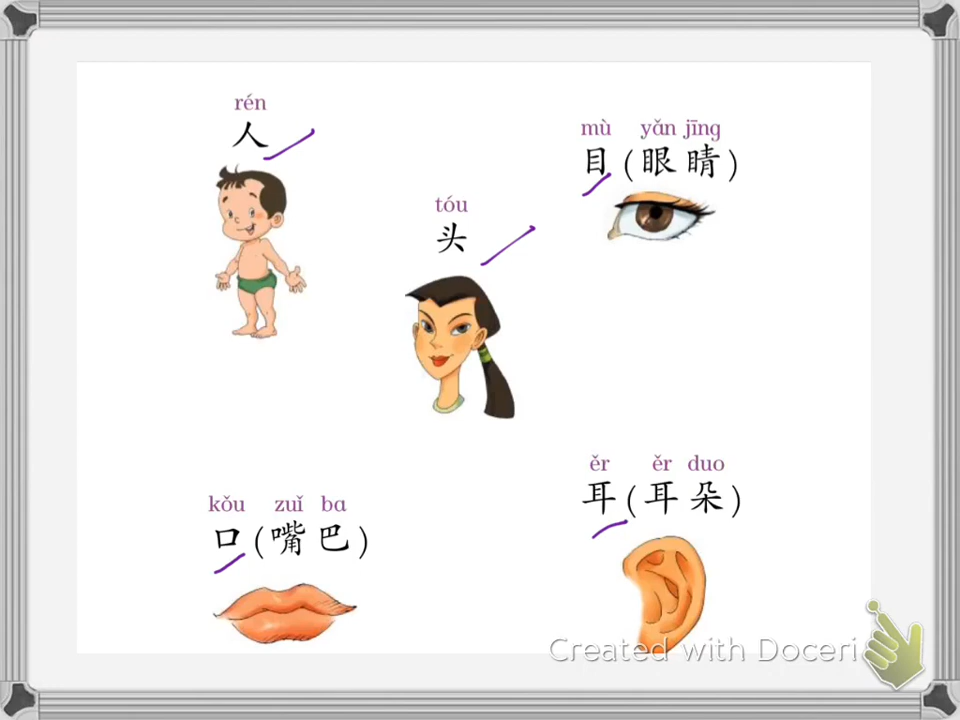 rén
人
mù yǎn jīng
目(眼睛)
tóu
头
kǒu zuǐ ba
口(嘴巴)
ěr ěr duo
耳(耳朵)
Created with Doceri